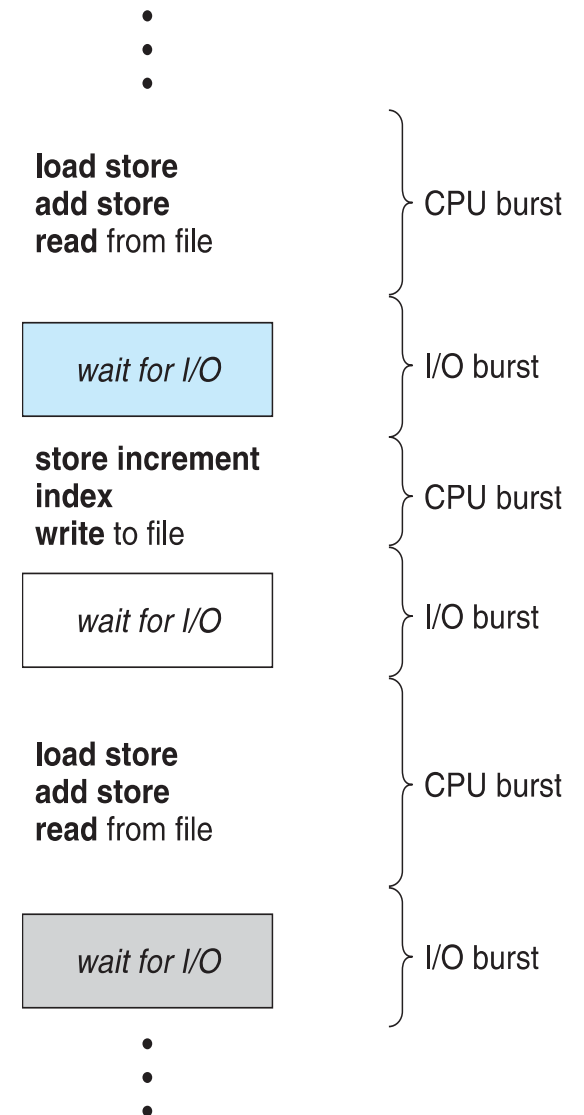 load store
add store
read from file
CPU burst
wait for I/O
I/O burst
store increment
index
write to file
CPU burst
wait for I/O
I/O burst
load store
add store
read from file
CPU burst
wait for I/O
I/O burst